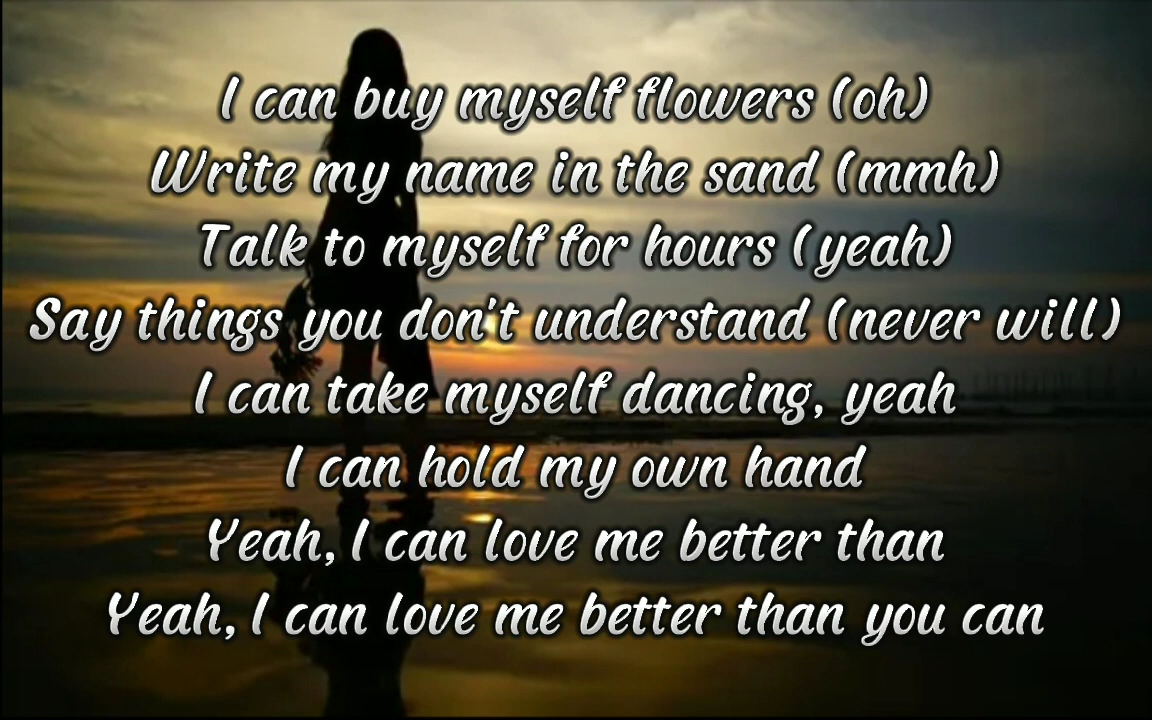 I can buy myself flowers (oh)
Write my name in the sand (mmh)
Talk to myself for hours (yeah)
Say things you don't understand (never will)
I can take myself dancing, yeah
I can hold my own hand
Yeah, I can love me better than
Yeah, I can love me better than you can